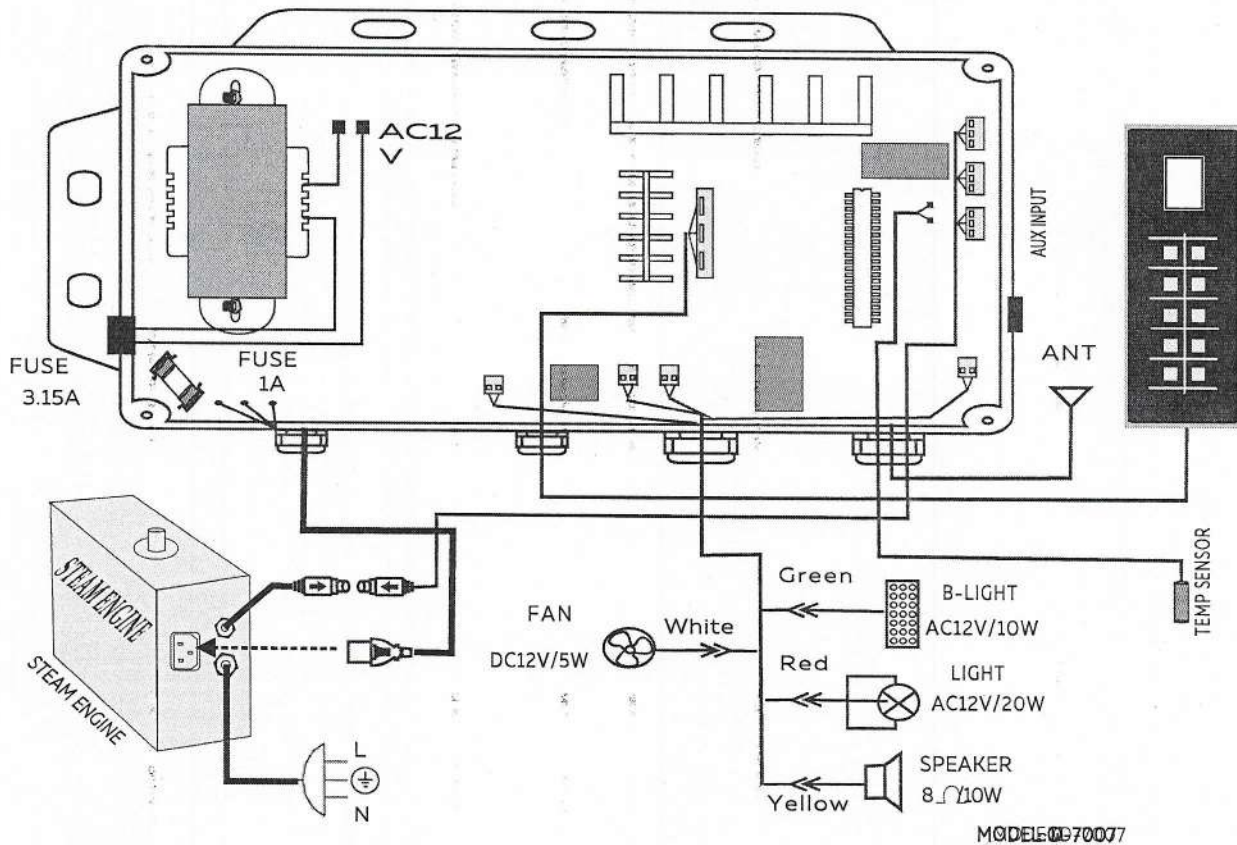 AC12
V
AUX INPUT
FUSE
3.15A
FUSE
1A
ANT
STEAM ENGINE
STEAM ENGINE
L
N
FAN
DC12V/5W
White
Green
B-LIGHT
AC12V/10W
Red
LIGHT
AC12V/20W
Yellow
SPEAKER
8_Ω/10W
TEMP SENSOR